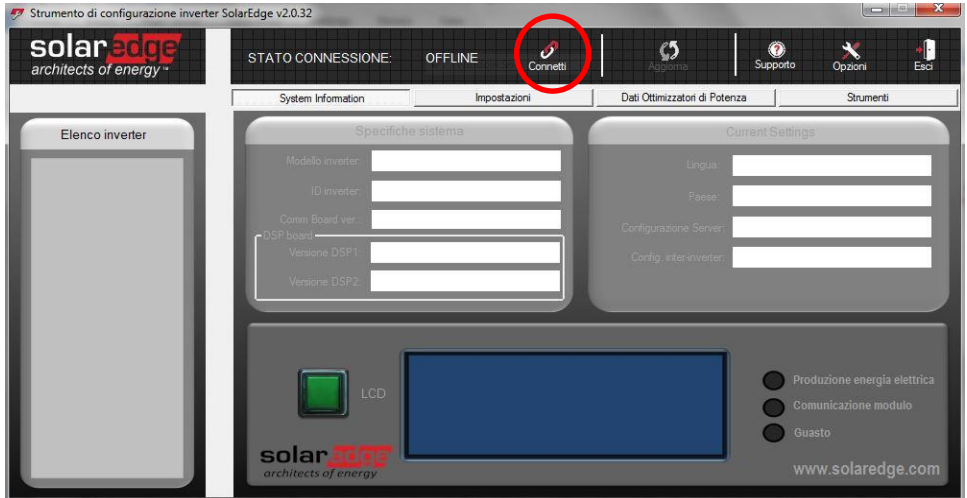 Strumento di configurazione inverter SolarEdge v2.0.32
solaredge
architects of energy™
STATO CONNESSIONE: OFFLINE
Connetti
Aggiorna
Supporto
Opzioni
Esci
System Information
Impostazioni
Dati Ottimizzatori di Potenza
Strumenti
Elenco inverter
Specifiche sistema
Modello inverter:
ID inverter:
Comm Board ver.:
DSP board
Versione DSP1:
Versione DSP2:
Current Settings
Lingua:
Paese:
Configurazione Server:
Config. inter-inverter:
LCD
Produzione energia elettrica
Comunicazione modulo
Guasto
solaredge
architects of energy
www.solaredge.com